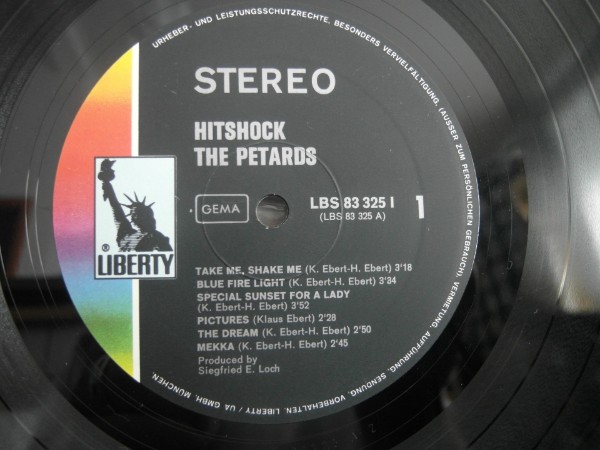 URHEBER- UND LEISTUNGSSCHUTZRECHTE, BESONDERS VERVIELFÄLTIGUNG, (AUSSER ZUM PERSÖNLICHEN GEBRAUCH), VERMIETUNG, AUFFÜHRUNG, SENDUNG, VORBEHALTEN. LIBERTY / UA GMBH, MÜNCHEN.
STEREO
HITSHOCK
THE PETARDS
GEMA
LBS 83 325 I
(LBS 83 325 A)
1
®
LIBERTY
TAKE ME, SHAKE ME (K. Ebert-H. Ebert) 3'18
BLUE FIRE LIGHT (K. Ebert-H. Ebert) 3'34
SPECIAL SUNSET FOR A LADY
(K. Ebert-H. Ebert) 3'52
PICTURES (Klaus Ebert) 2'28
THE DREAM (K. Ebert-H. Ebert) 2'50
MEKKA (K. Ebert-H. Ebert) 2'45
Produced by
Siegfried E. Loch